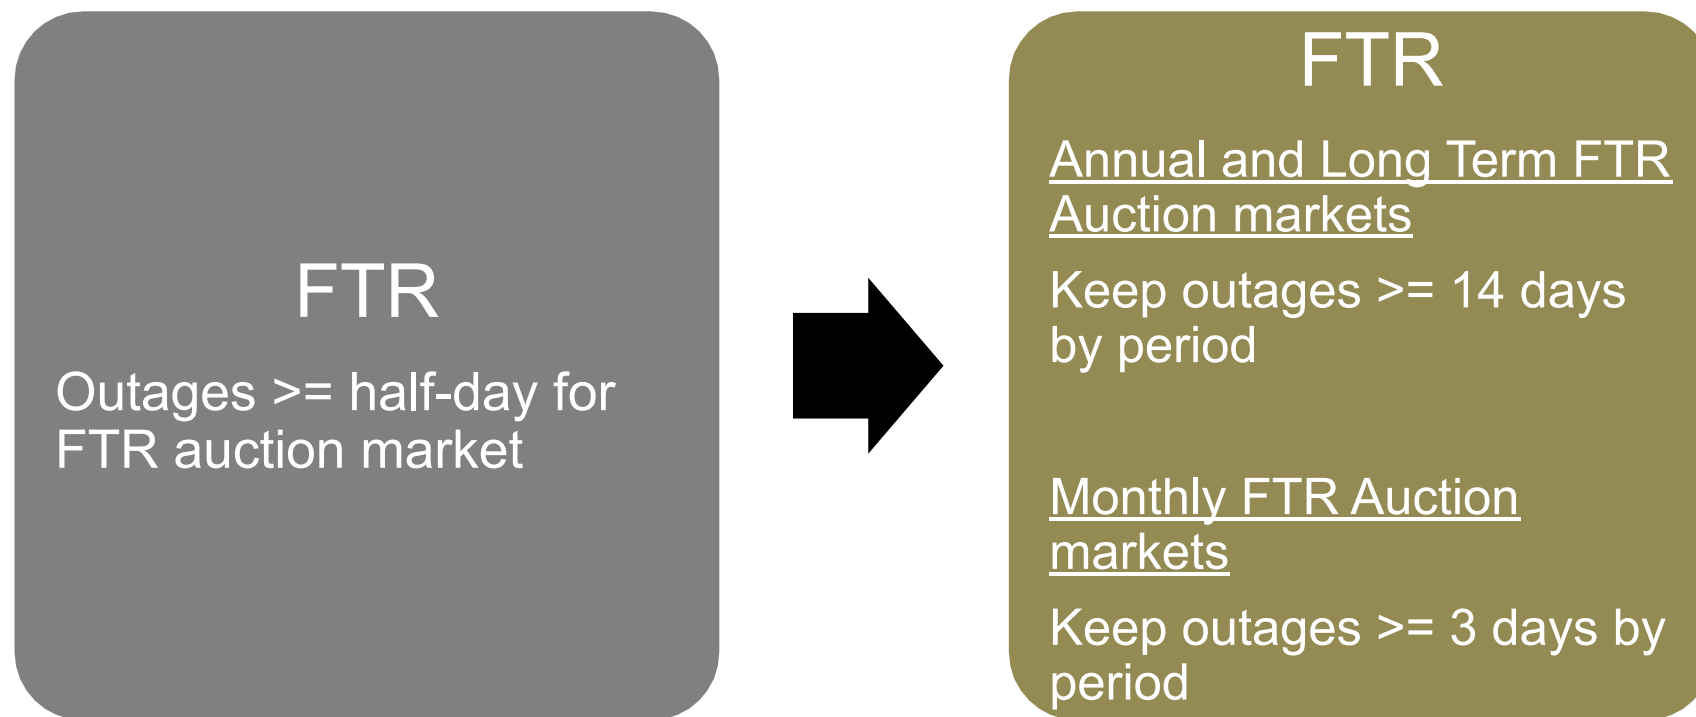 FTR
Outages >= half-day for
FTR auction market
FTR
Annual and Long Term FTR
Auction markets
Keep outages >= 14 days
by period
Monthly FTR Auction
markets
Keep outages >= 3 days by
period